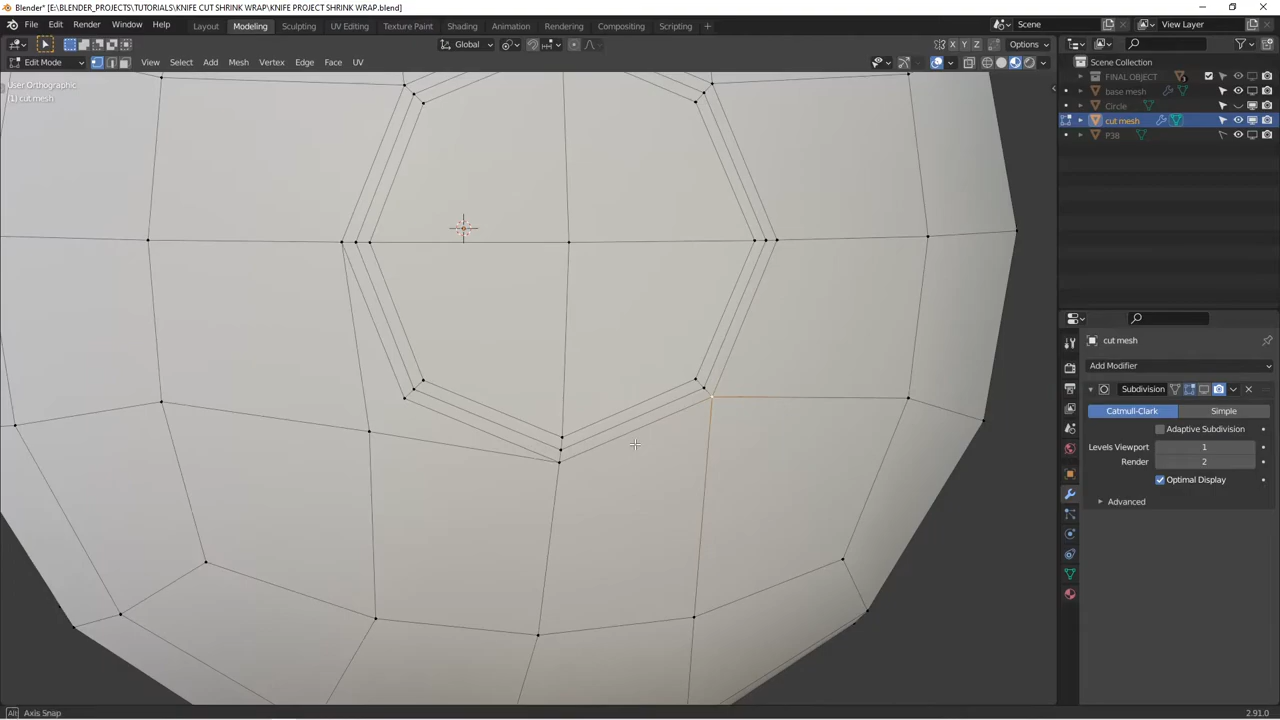 Blender* [E:\BLENDER_PROJECTS\TUTORIALS\KNIFE CUT SHRINK WRAP\KNIFE PROJECT SHRINK WRAP.blend]
File Edit Render Window Help Layout Modeling Sculpting UV Editing Texture Paint Shading Animation Rendering Compositing Scripting + Scene View Layer
Global X Y Z Options
Edit Mode View Select Add Mesh Vertex Edge Face UV
User Orthographic
(1) cut mesh
Scene Collection
FINAL OBJECT
base mesh
Circle
cut mesh
P38
cut mesh
Add Modifier
Subdivision
Catmull-Clark Simple
Adaptive Subdivision
Levels Viewport 1
Render 2
Optimal Display
Advanced
Alt Axis Snap 2.91.0